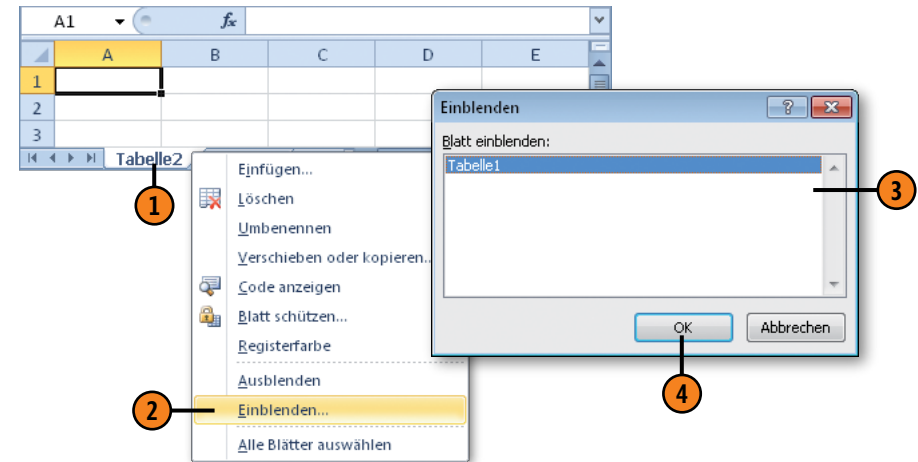 A1 fx
A B C D E
1
2
3
Tabelle2
1
Einfügen...
Löschen
Umbenennen
Verschieben oder kopieren..
Code anzeigen
Blatt schützen...
Registerfarbe
Ausblenden
2
Einblenden...
Alle Blätter auswählen
Einblenden
Blatt einblenden:
Tabelle1
3
OK Abbrechen
4